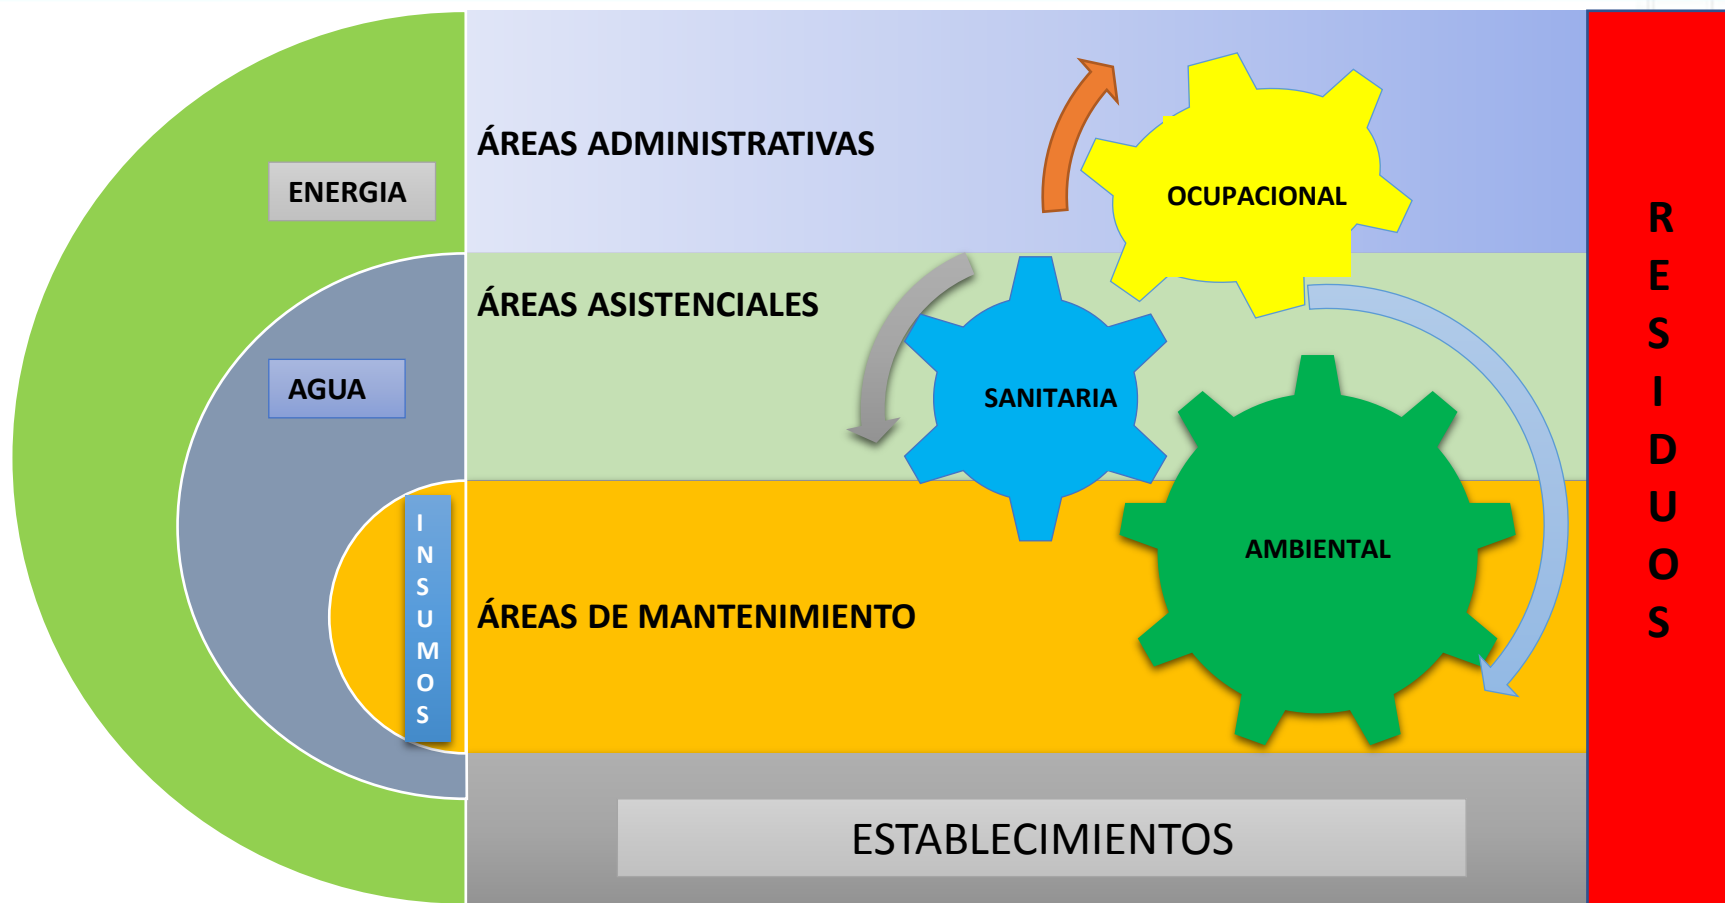 ENERGIA
AGUA
INSUMOS
ÁREAS ADMINISTRATIVAS
ÁREAS ASISTENCIALES
ÁREAS DE MANTENIMIENTO
OCUPACIONAL
SANITARIA
AMBIENTAL
ESTABLECIMIENTOS
RESIDUOS